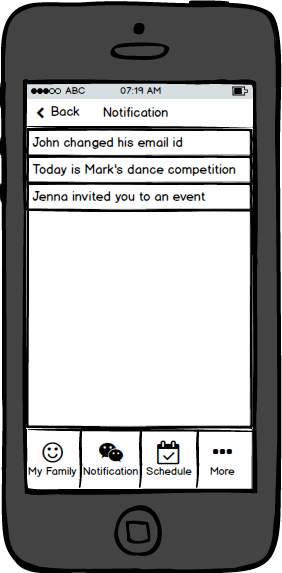 ABC 07:19 AM
Back Notification
John changed his email id
Today is Mark's dance competition
Jenna invited you to an event
My Family Notification Schedule More